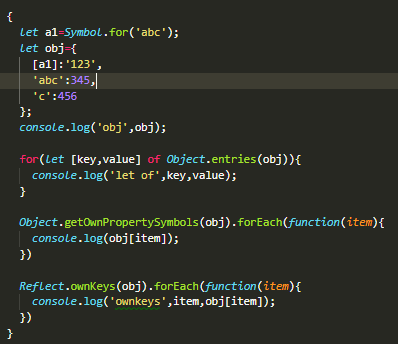 {
let a1=Symbol.for('abc');
let obj={
[a1]:'123',
'abc':345,
'c':456
};
console.log('obj',obj);
for(let [key,value] of Object.entries(obj)){
console.log('let of',key,value);
}
Object.getOwnPropertySymbols(obj).forEach(function(item){
console.log(obj[item]);
})
Reflect.ownKeys(obj).forEach(function(item){
console.log('ownkeys',item,obj[item]);
})
}